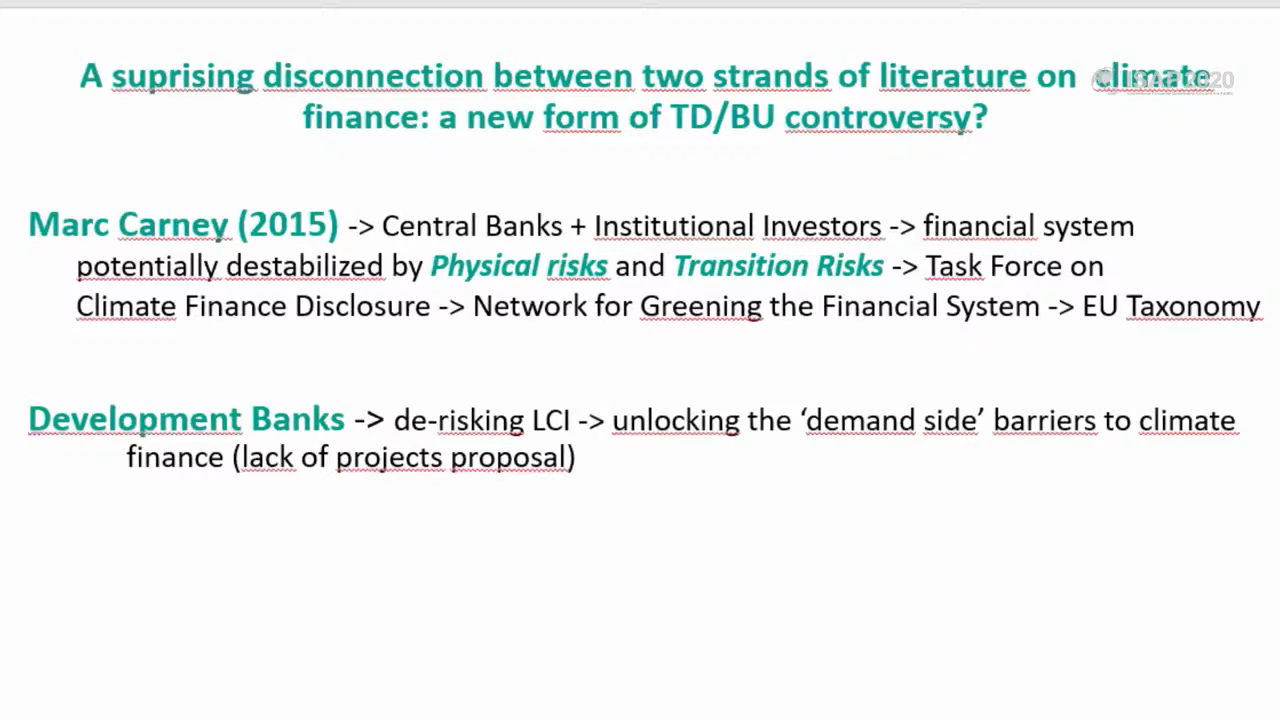 A suprising disconnection between two strands of literature on climate
ISAP2020
finance: a new form of TD/BU controversy?
Marc Carney (2015) -> Central Banks + Institutional Investors -> financial system
potentially destabilized by Physical risks and Transition Risks -> Task Force on
Climate Finance Disclosure -> Network for Greening the Financial System -> EU Taxonomy
Development Banks -> de-risking LCI -> unlocking the ‘demand side’ barriers to climate
finance (lack of projects proposal)